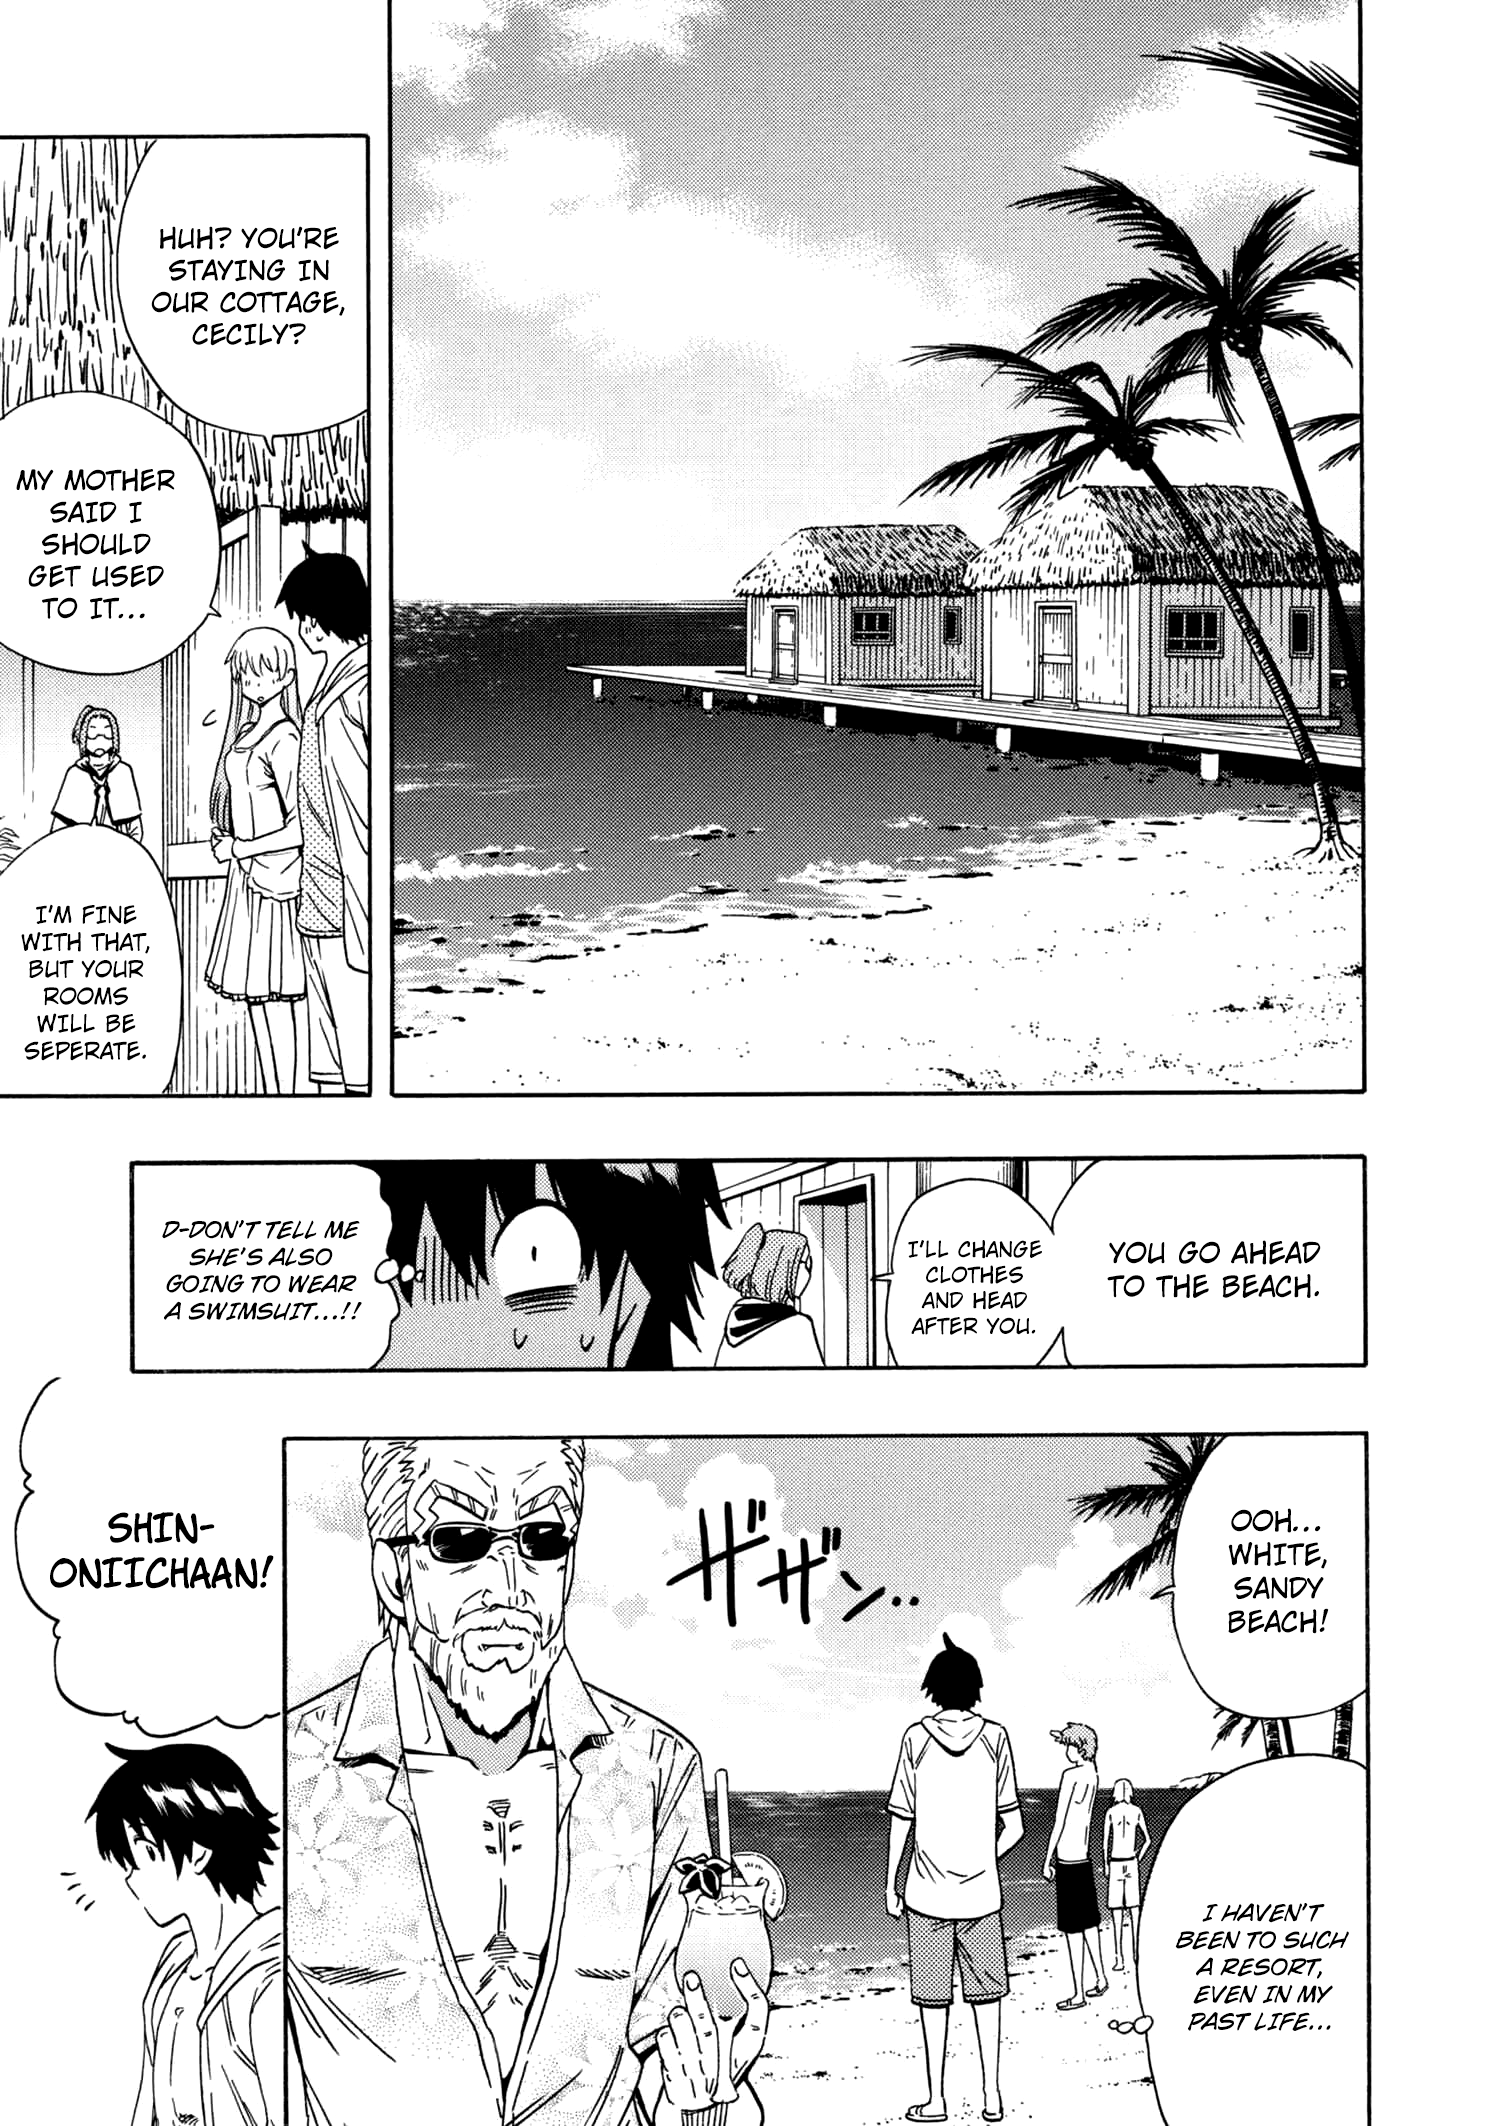 HUH? YOU'RE
STAYING IN
OUR COTTAGE,
CECILY?
MY MOTHER
SAID I
SHOULD
GET USED
TO IT...
I'M FINE
WITH THAT,
BUT YOUR
ROOMS
WILL BE
SEPERATE.
YOU GO AHEAD
TO THE BEACH.
I'LL CHANGE
CLOTHES
AND HEAD
AFTER YOU.
D-DON'T TELL ME
SHE'S ALSO
GOING TO WEAR
A SWIMSUIT...!!
OOH...
WHITE,
SANDY
BEACH!
I HAVEN'T
BEEN TO SUCH
A RESORT,
EVEN IN MY
PAST LIFE...
ザザン..
SHIN-
ONIICHAAN!